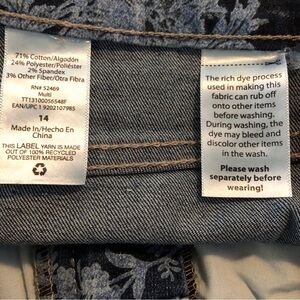 71% Cotton/Algodón
24% Polyester/Poliéster
2% Spandex
3% Other Fiber/Otra Fibra
RN# 52469
Multi
TT13100056548F
EAN/UPC 1 9202107985
14
Made In/Hecho En
China
THIS LABEL YARN IS MADE
OUT OF 100% RECYCLED
POLYESTER MATERIALS
The rich dye process
used in making this
fabric can rub off
onto other items
before washing.
During washing, the
dye may bleed and
discolor other items
in the wash.
Please wash
separately before
wearing!